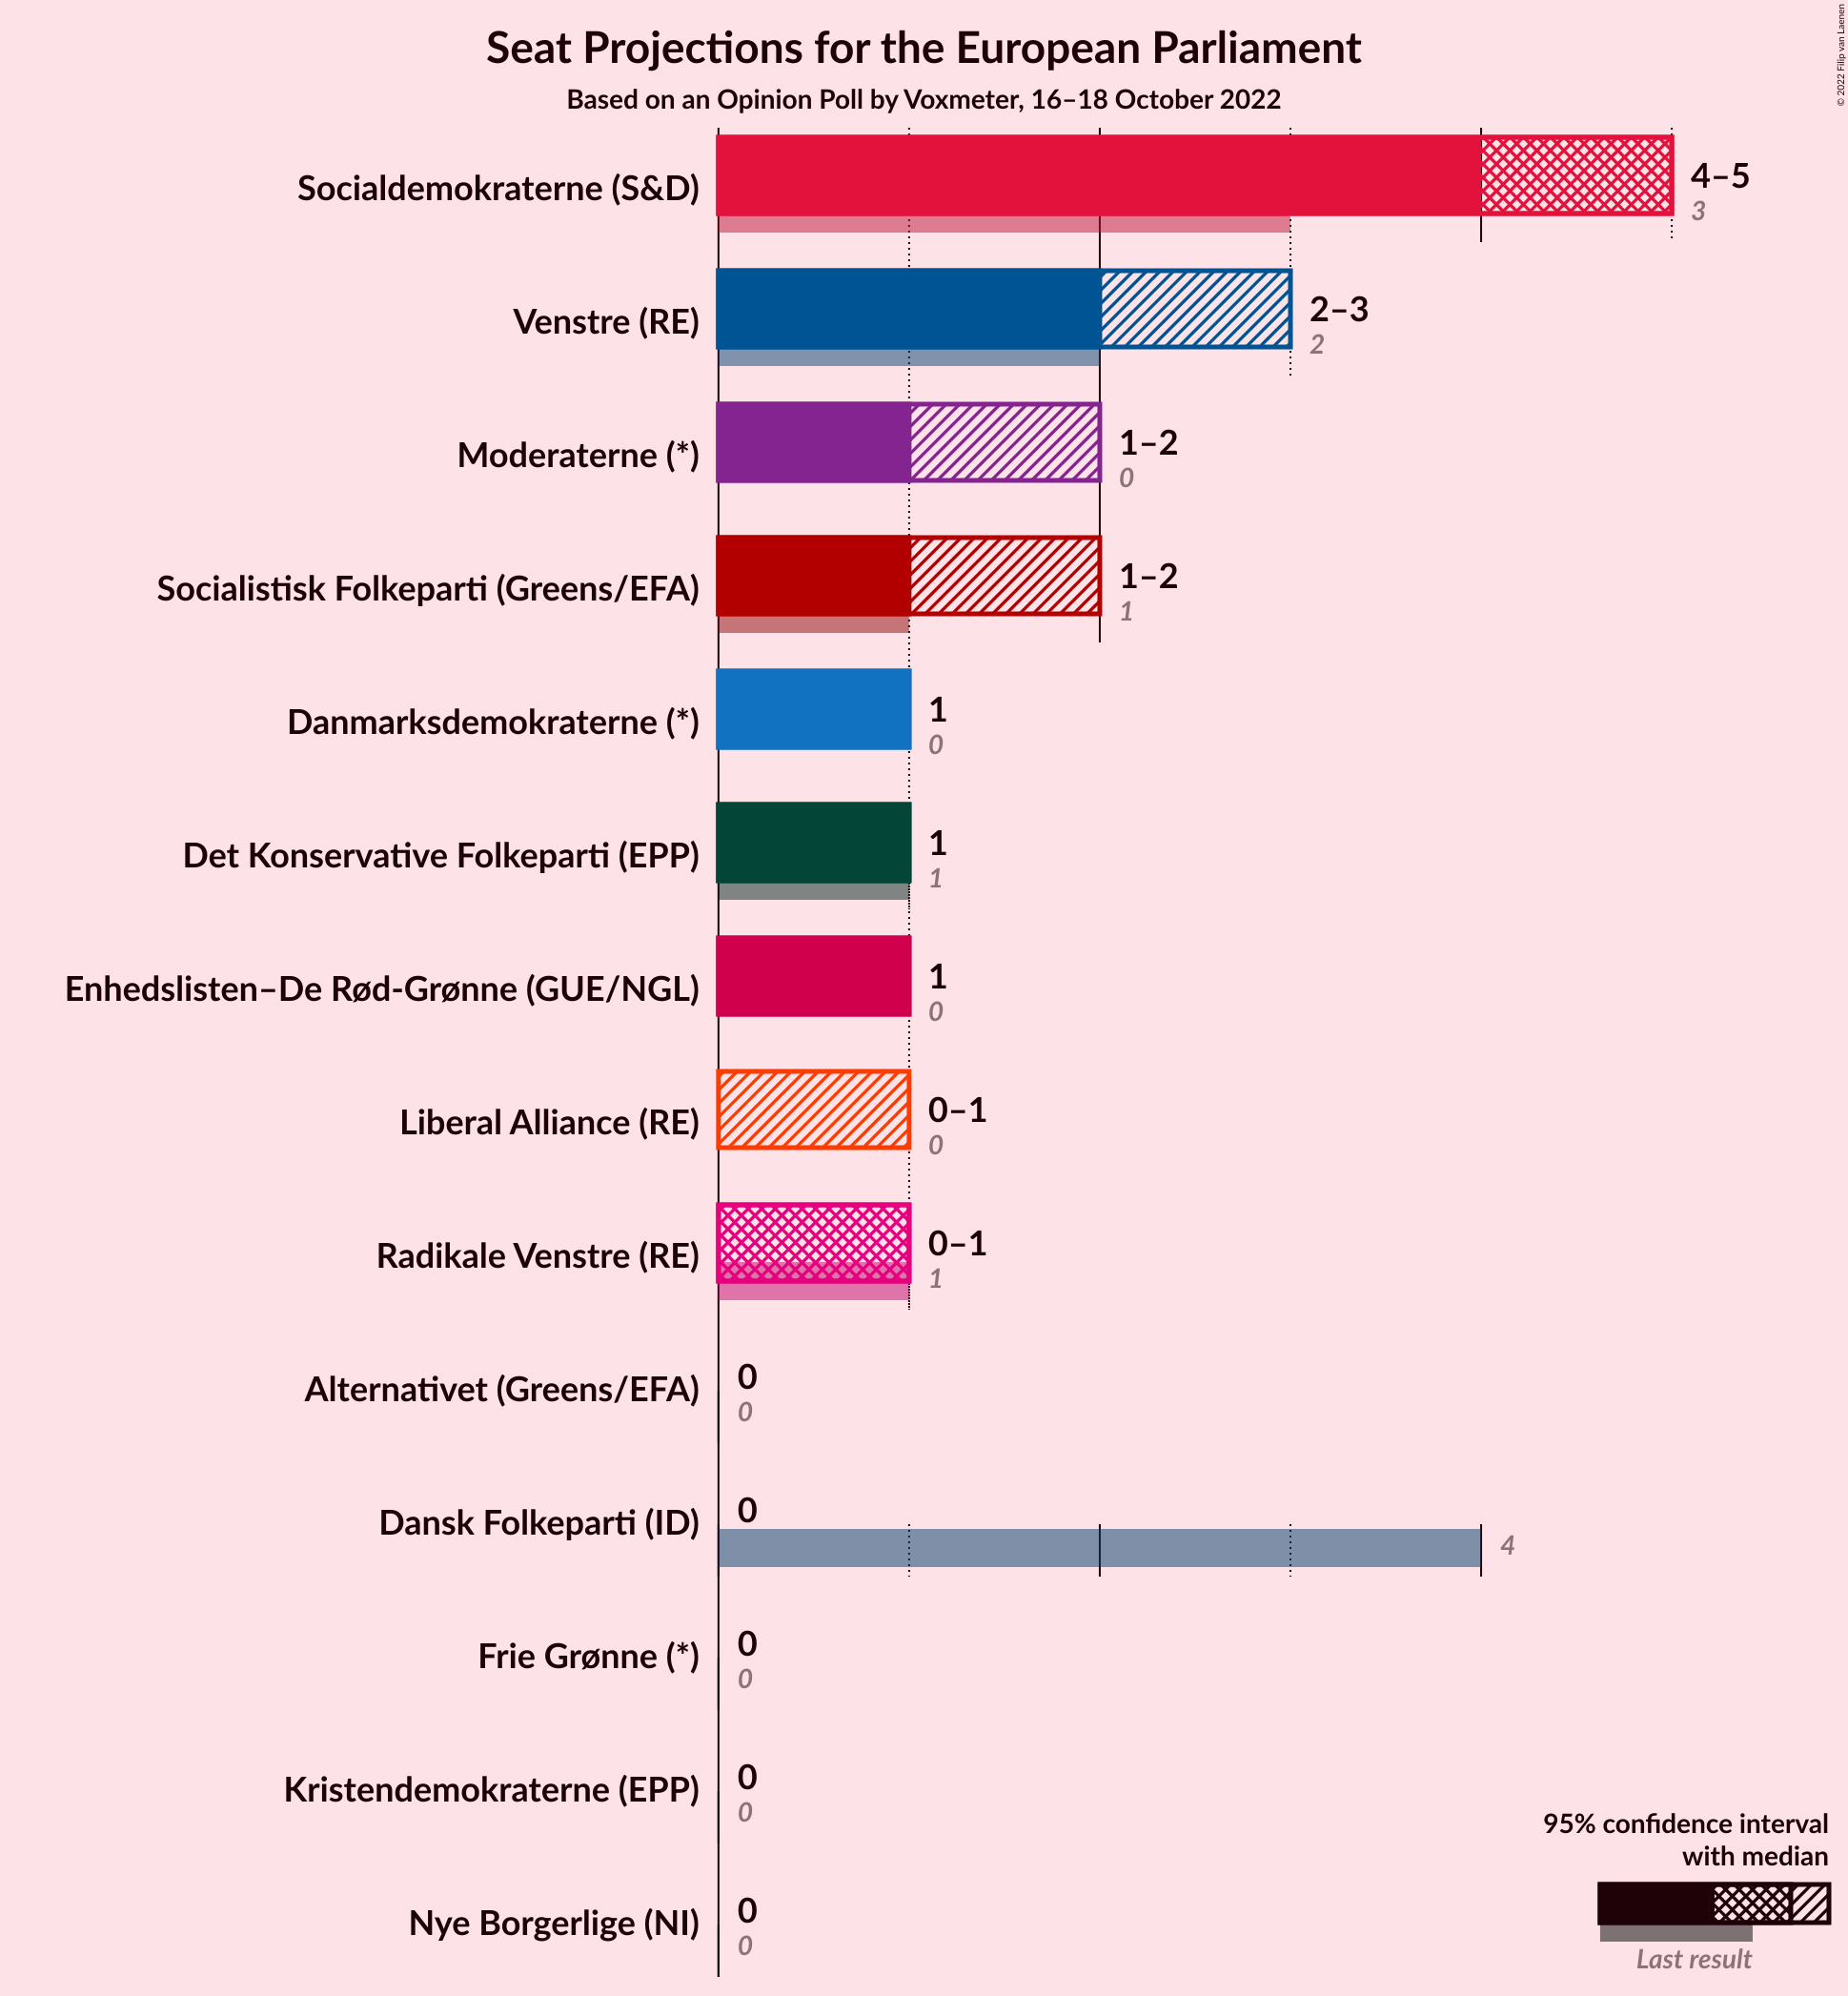 Seat Projections for the European Parliament
Based on an Opinion Poll by Voxmeter, 16–18 October 2022
© 2022 Filip van Laenen
Socialdemokraterne (S&D)
4–5
3
Venstre (RE)
2–3
2
Moderaterne (*)
1–2
0
Socialistisk Folkeparti (Greens/EFA)
1–2
1
Danmarksdemokraterne (*)
1
0
Det Konservative Folkeparti (EPP)
1
1
Enhedslisten–De Rød-Grønne (GUE/NGL)
1
0
Liberal Alliance (RE)
0–1
0
Radikale Venstre (RE)
0–1
1
Alternativet (Greens/EFA)
0
0
Dansk Folkeparti (ID)
0
4
Frie Grønne (*)
0
0
Kristendemokraterne (EPP)
0
0
Nye Borgerlige (NI)
0
0
95% confidence interval
with median
Last result